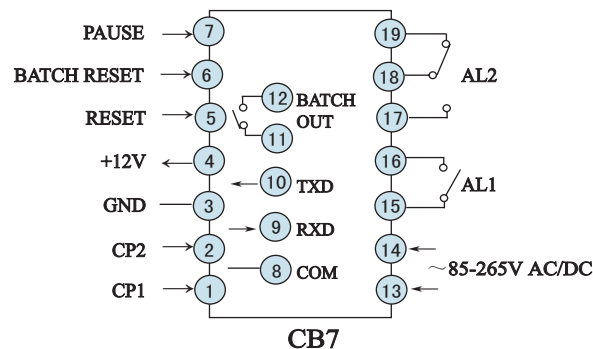 PAUSE 7
BATCH RESET 6
RESET 5
+12V 4
GND 3
CP2 2
CP1 1
12 BATCH
OUT
11
10 TXD
9 RXD
8 COM
19
18 AL2
17
16
15 AL1
14
~85-265V AC/DC
13
CB7